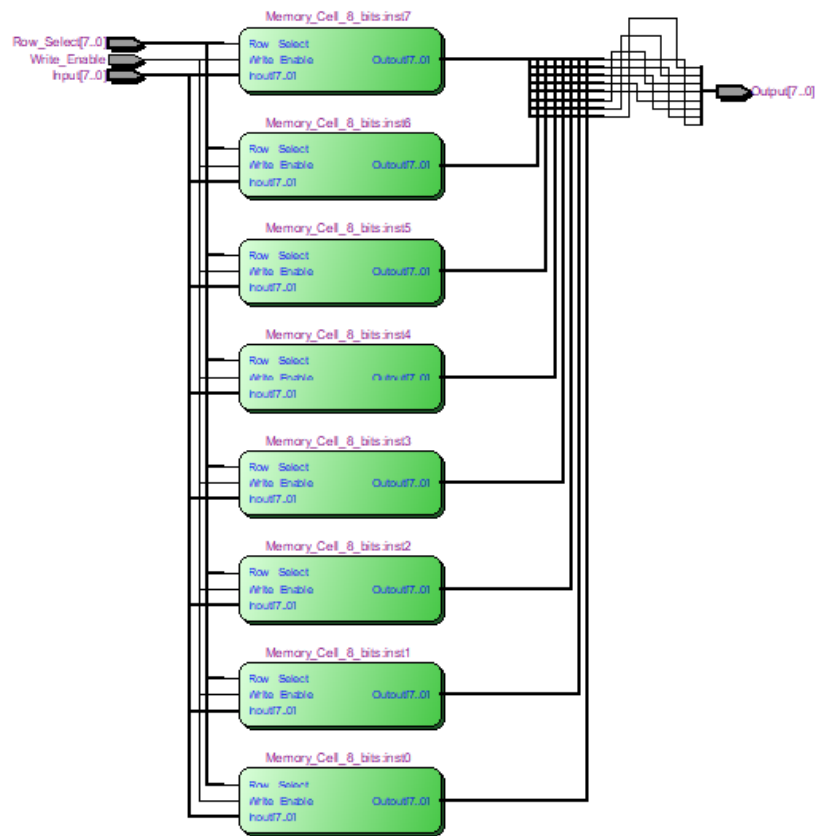 Memory_Cell_8_bits:inst7
Row_Select[7..0]
Write_Enable
Input[7..0]
Row_Select
Write_Enable
Input[7..0]
Output[7..0]
Output[7..0]
Memory_Cell_8_bits:inst6
Row_Select
Write_Enable
Input[7..0]
Output[7..0]
Memory_Cell_8_bits:inst5
Row_Select
Write_Enable
Input[7..0]
Output[7..0]
Memory_Cell_8_bits:inst4
Row_Select
Write_Enable
Input[7..0]
Output[7..0]
Memory_Cell_8_bits:inst3
Row_Select
Write_Enable
Input[7..0]
Output[7..0]
Memory_Cell_8_bits:inst2
Row_Select
Write_Enable
Input[7..0]
Output[7..0]
Memory_Cell_8_bits:inst1
Row_Select
Write_Enable
Input[7..0]
Output[7..0]
Memory_Cell_8_bits:inst0
Row_Select
Write_Enable
Input[7..0]
Output[7..0]